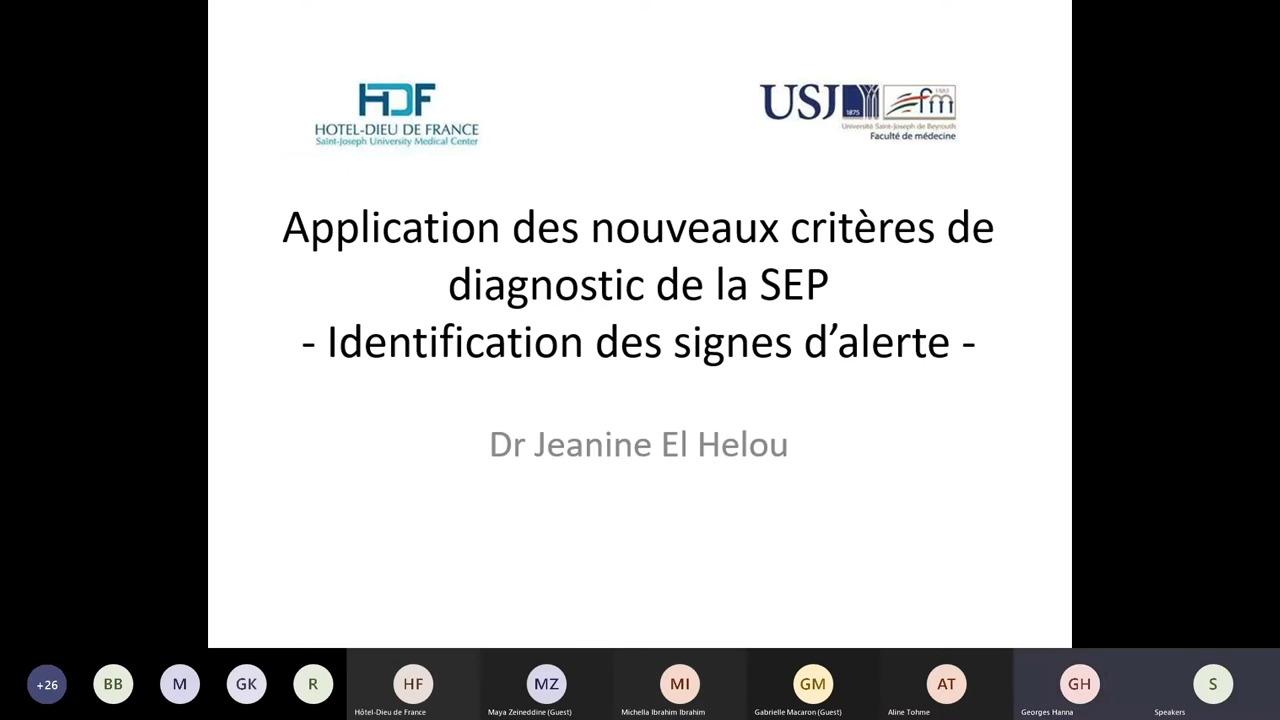 HDF
HOTEL-DIEU DE FRANCE
Saint-Joseph University Medical Center
USJ
1875
1883
fm
Université Saint-Joseph de Beyrouth
Faculté de médecine
Application des nouveaux critères de
diagnostic de la SEP
- Identification des signes d’alerte -
Dr Jeanine El Helou
+26
BB
M
GK
R
HF
MZ
MI
GM
AT
GH
S
Hôtel-Dieu de France
Maya Zeineddine (Guest)
Michella Ibrahim Ibrahim
Gabrielle Macaron (Guest)
Aline Tohme
Georges Hanna
Speakers